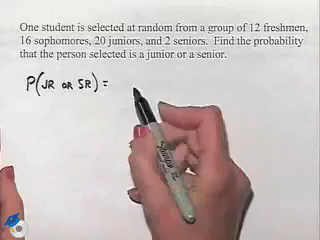 One student is selected at random from a group of 12 freshmen,
16 sophomores, 20 juniors, and 2 seniors. Find the probability
that the person selected is a junior or a senior.
P(JR OR SR) =
Sharpie